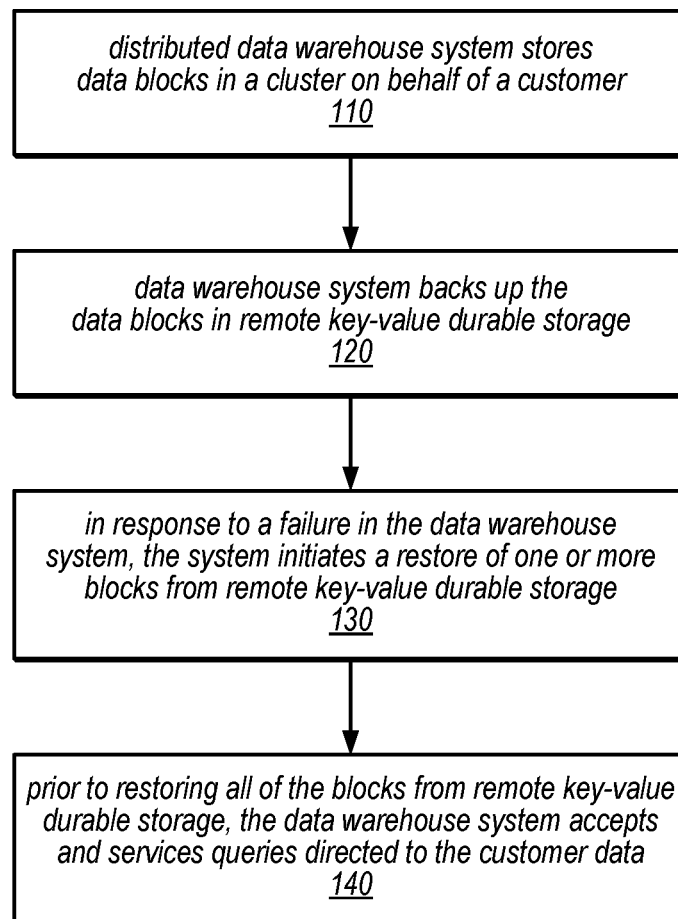 distributed data warehouse system stores
data blocks in a cluster on behalf of a customer
110
data warehouse system backs up the
data blocks in remote key-value durable storage
120
in response to a failure in the data warehouse
system, the system initiates a restore of one or more
blocks from remote key-value durable storage
130
prior to restoring all of the blocks from remote key-value
durable storage, the data warehouse system accepts
and services queries directed to the customer data
140